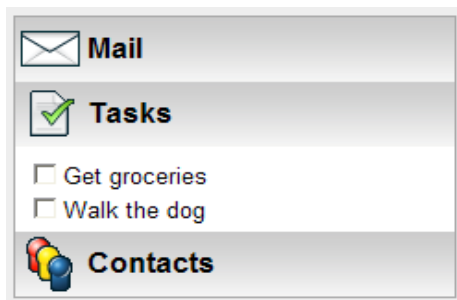 Mail
Tasks
Get groceries
Walk the dog
Contacts